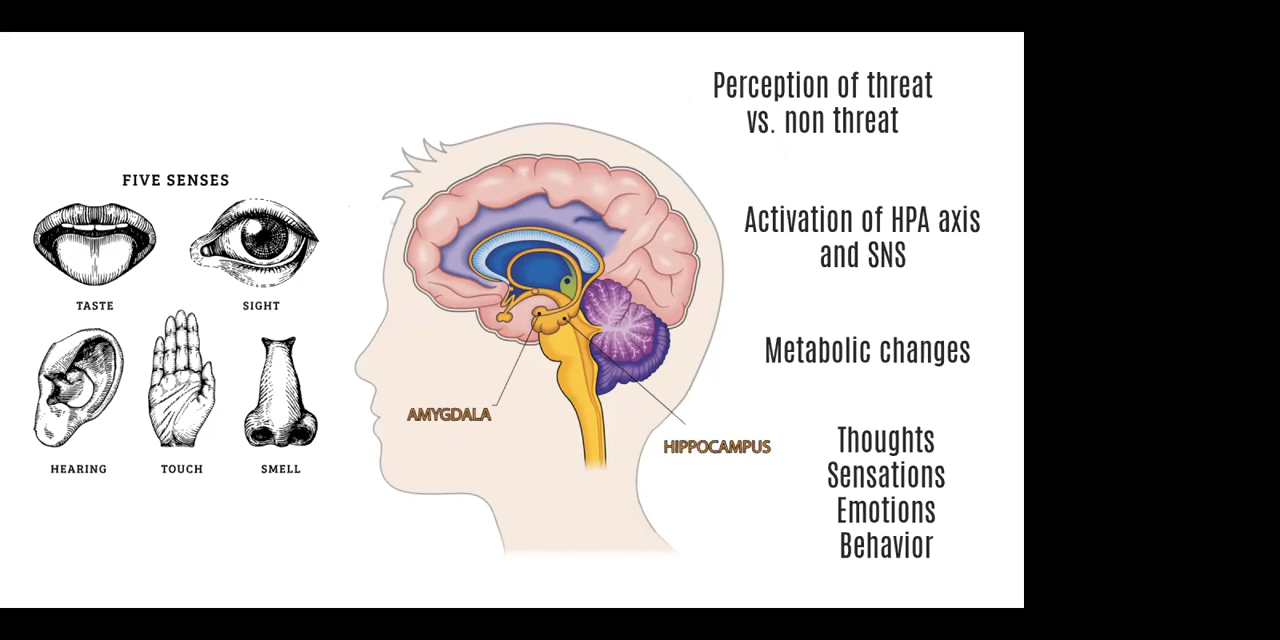 FIVE SENSES
TASTE
SIGHT
HEARING
TOUCH
SMELL
AMYGDALA
HIPPOCAMPUS
Perception of threat
vs. non threat
Activation of HPA axis
and SNS
Metabolic changes
Thoughts
Sensations
Emotions
Behavior